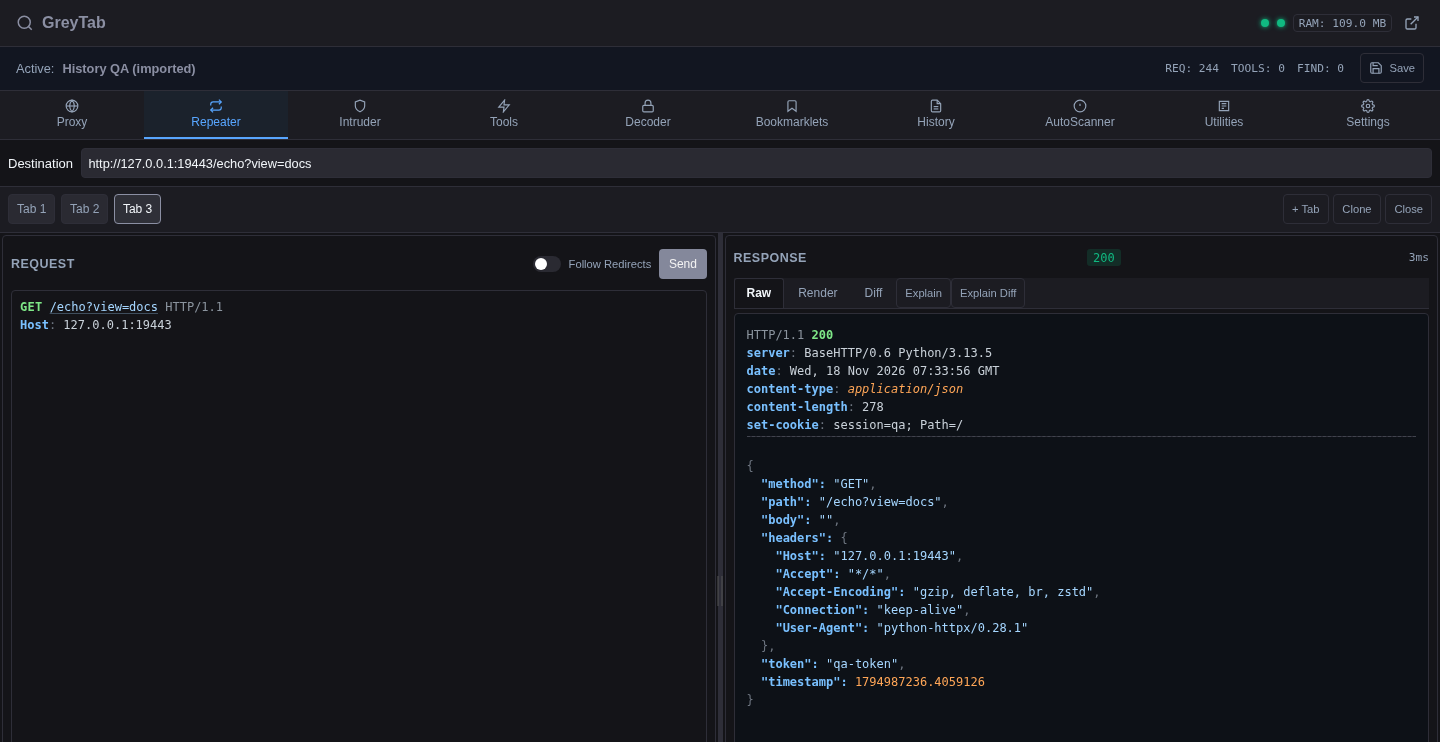 GreyTab
RAM: 109.0 MB
Active: History QA (imported)
REQ: 244 TOOLS: 0 FIND: 0 Save
Proxy Repeater Intruder Tools Decoder Bookmarklets History AutoScanner Utilities Settings
Destination http://127.0.0.1:19443/echo?view=docs
Tab 1 Tab 2 Tab 3 + Tab Clone Close
REQUEST Follow Redirects Send
GET /echo?view=docs HTTP/1.1
Host: 127.0.0.1:19443
RESPONSE 200 3ms
Raw Render Diff Explain Explain Diff
HTTP/1.1 200
server: BaseHTTP/0.6 Python/3.13.5
date: Wed, 18 Nov 2026 07:33:56 GMT
content-type: application/json
content-length: 278
set-cookie: session=qa; Path=/
{
"method": "GET",
"path": "/echo?view=docs",
"body": "",
"headers": {
"Host": "127.0.0.1:19443",
"Accept": "*/*",
"Accept-Encoding": "gzip, deflate, br, zstd",
"Connection": "keep-alive",
"User-Agent": "python-httpx/0.28.1"
},
"token": "qa-token",
"timestamp": 1794987236.4059126
}